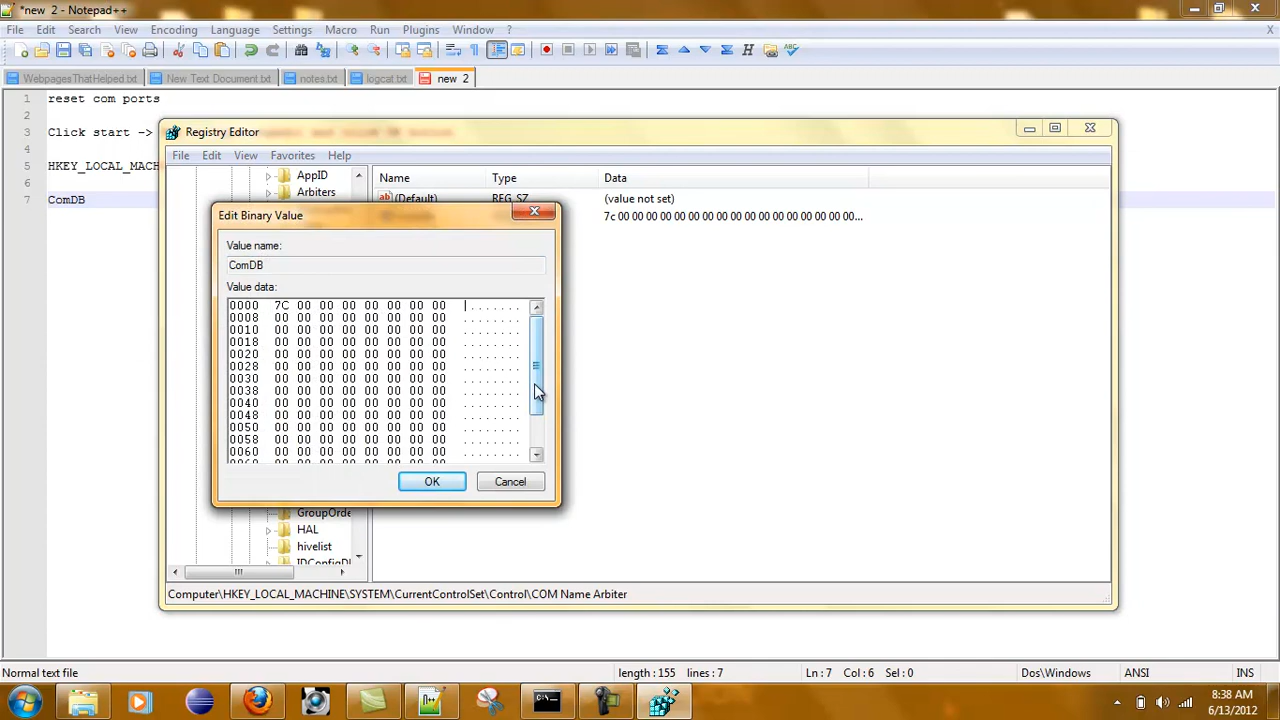 *new 2 - Notepad++
File Edit Search View Encoding Language Settings Macro Run Plugins Window ? X
WebpagesThatHelped.txt New Text Document.txt notes.txt logcat.txt new 2
1 reset com ports
2
3 Click start ->
4
5 HKEY_LOCAL_MACH
6
7 ComDB
Registry Editor
File Edit View Favorites Help
AppID
Arbiters
Name Type Data
(Default) REG_SZ (value not set)
7c 00 00 00 00 00 00 00 00 00 00 00 00 00 00 00 00 00...
Edit Binary Value
Value name:
ComDB
Value data:
0000 7C 00 00 00 00 00 00 00 |.......
0008 00 00 00 00 00 00 00 00 ........
0010 00 00 00 00 00 00 00 00 ........
0018 00 00 00 00 00 00 00 00 ........
0020 00 00 00 00 00 00 00 00 ........
0028 00 00 00 00 00 00 00 00 ........
0030 00 00 00 00 00 00 00 00 ........
0038 00 00 00 00 00 00 00 00 ........
0040 00 00 00 00 00 00 00 00 ........
0048 00 00 00 00 00 00 00 00 ........
0050 00 00 00 00 00 00 00 00 ........
0058 00 00 00 00 00 00 00 00 ........
0060 00 00 00 00 00 00 00 00 ........
OK Cancel
GroupOrde
HAL
hivelist
IDConfigDB
Computer\HKEY_LOCAL_MACHINE\SYSTEM\CurrentControlSet\Control\COM Name Arbiter
Normal text file length : 155 lines : 7 Ln : 7 Col : 6 Sel : 0 Dos\Windows ANSI INS
8:38 AM
6/13/2012